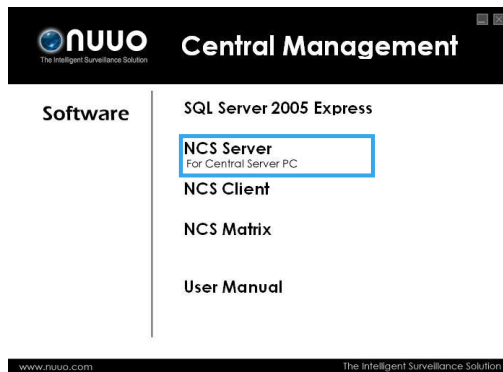 nuuo
The Intelligent Surveillance Solution
Central Management
Software
SQL Server 2005 Express
NCS Server
For Central Server PC
NCS Client
NCS Matrix
User Manual
www.nuuo.com
The Intelligent Surveillance Solution